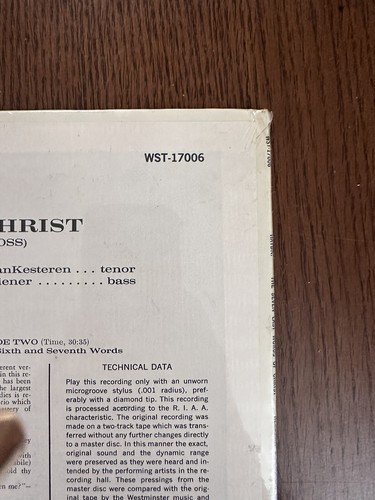 WST-17006
HRIST
OSS)
anKesteren . . . tenor
ener . . . . . . . . . bass
DE TWO (Time, 30:35)
ixth and Seventh Words
TECHNICAL DATA
Play this recording only with an unworn
microgroove stylus (.001 radius), pref-
erably with a diamond tip. This recording
is processed according to the R. I. A. A.
characteristic. The original recording was
made on a two-track tape which was trans-
ferred without any further changes directly
to a master disc. In this manner the exact
original sound and the dynamic range
were preserved as they were heard and in-
tended by the performing artists in the re-
cording hall. These pressings from the
master disc were compared with the orig-
inal tape by the Westminster music and